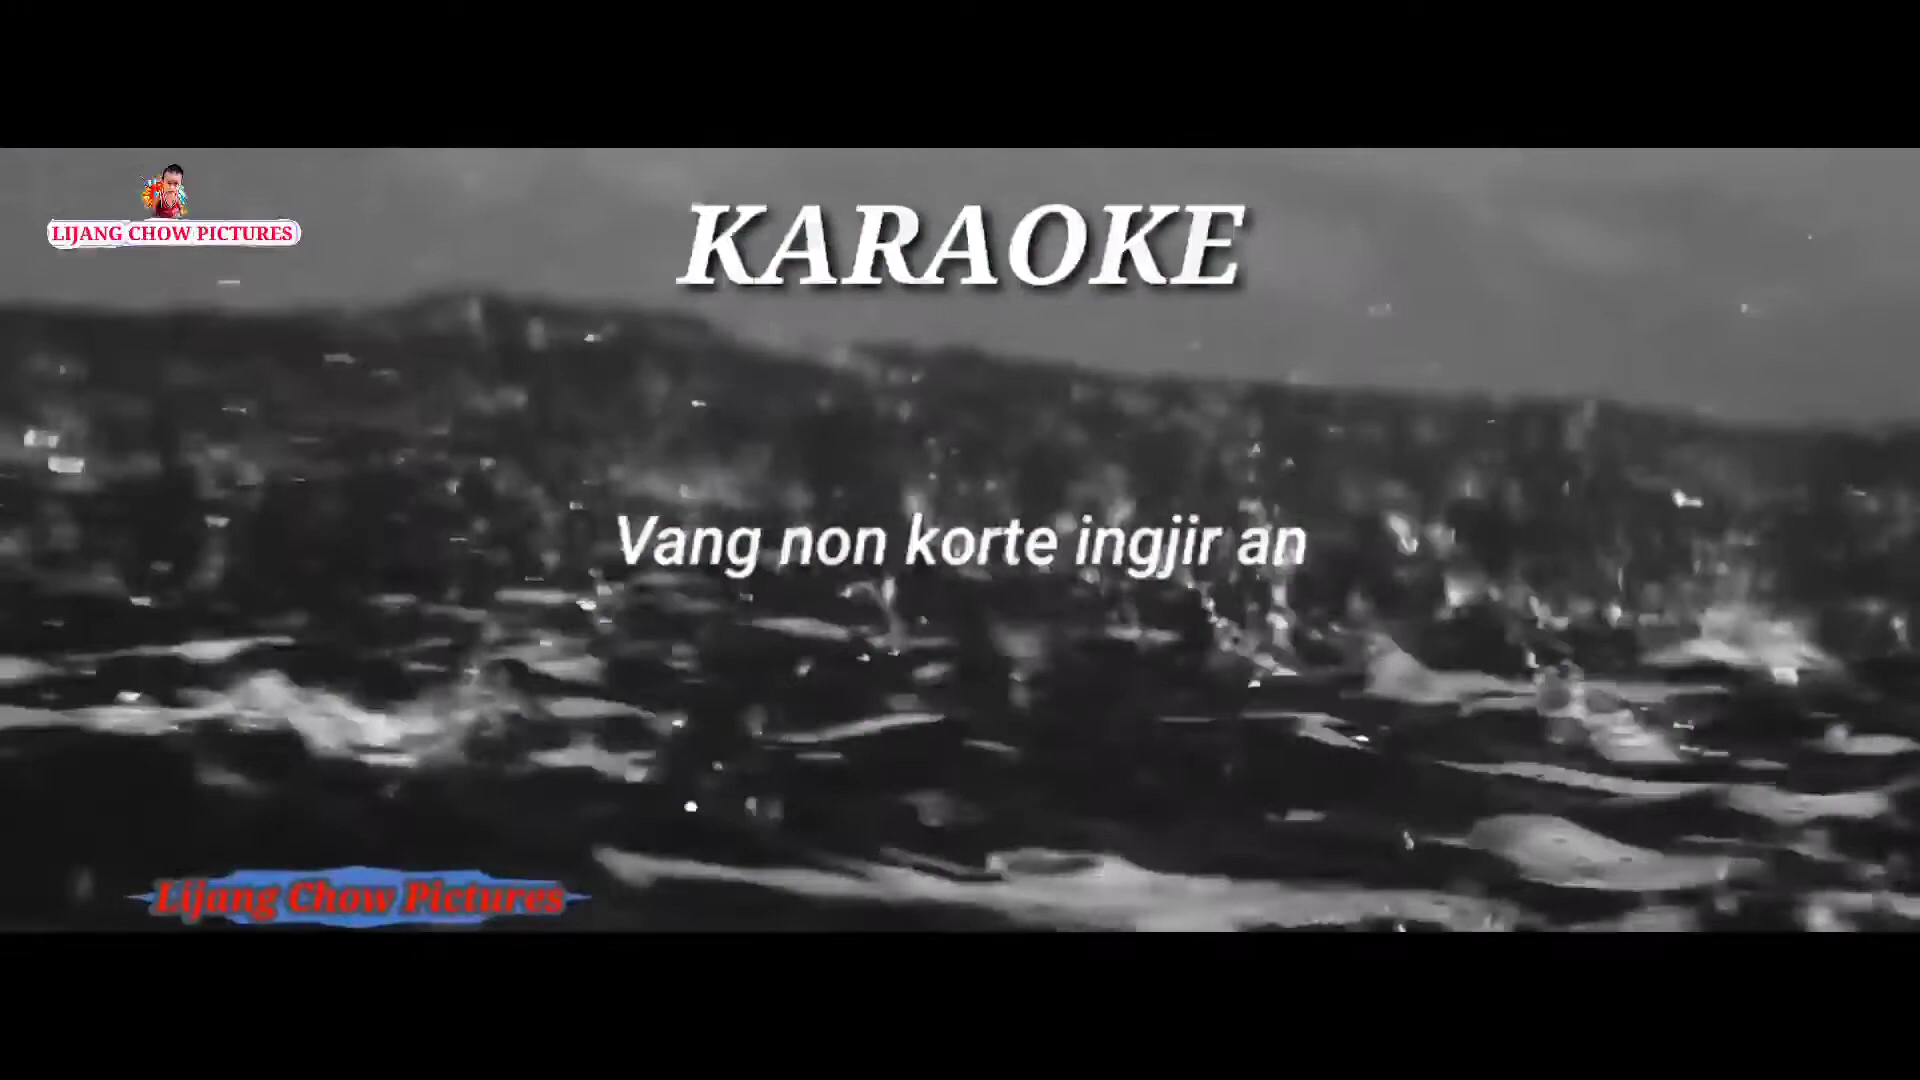 LIJANG CHOW PICTURES
KARAOKE
Vang non korte ingjir an
Lijang Chow Pictures